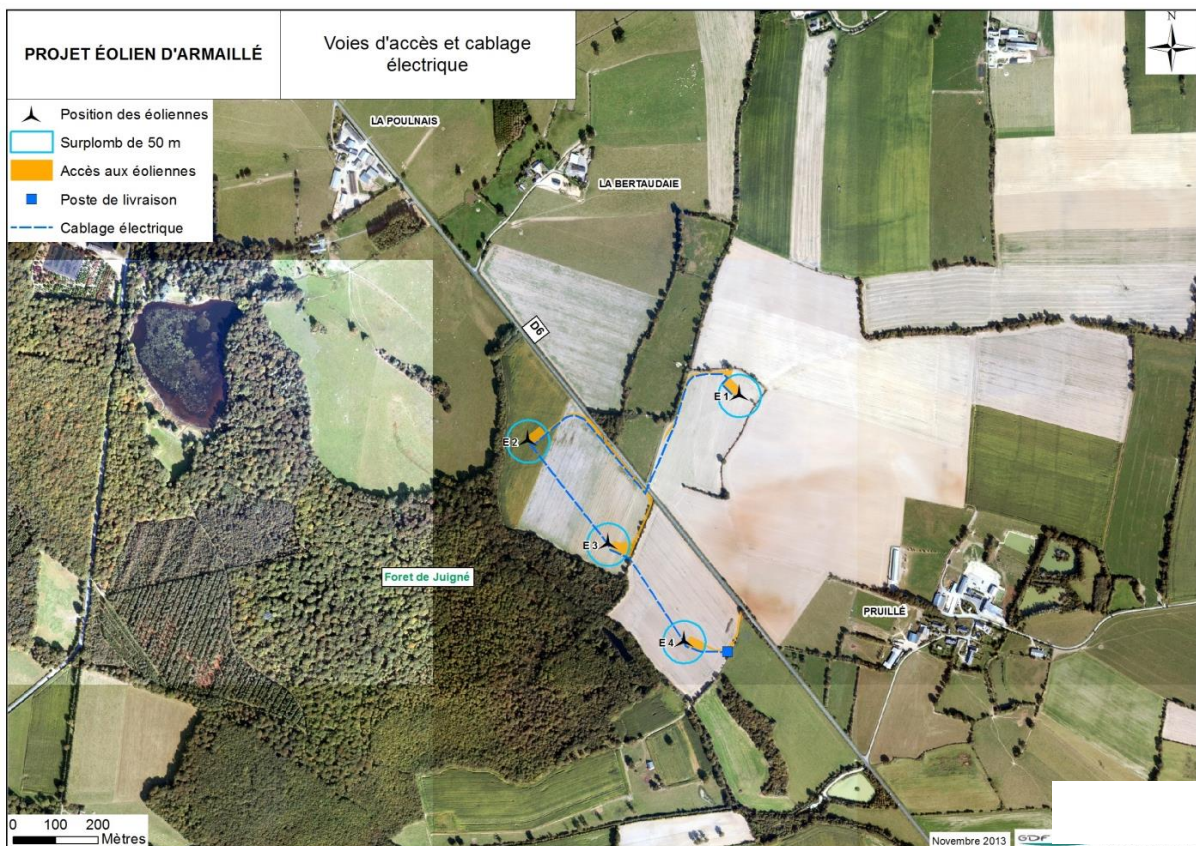 PROJET ÉOLIEN D'ARMAILLÉ
Voies d'accès et cablage
électrique
N
Position des éoliennes
Surplomb de 50 m
Accès aux éoliennes
Poste de livraison
Cablage électrique
LA POULNAIS
LA BERTAUDAIE
D6
E 1
E 2
E 3
Foret de Juigné
PRUILLÉ
E 4
0 100 200
Mètres
Novembre 2013
GDF